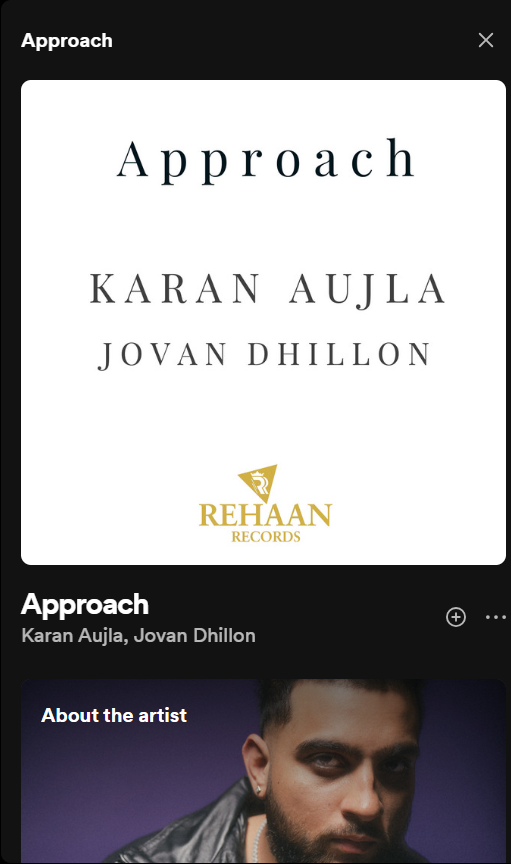 Approach
Approach
KARAN AUJLA
JOVAN DHILLON
REHAAN
RECORDS
Approach
Karan Aujla, Jovan Dhillon
About the artist